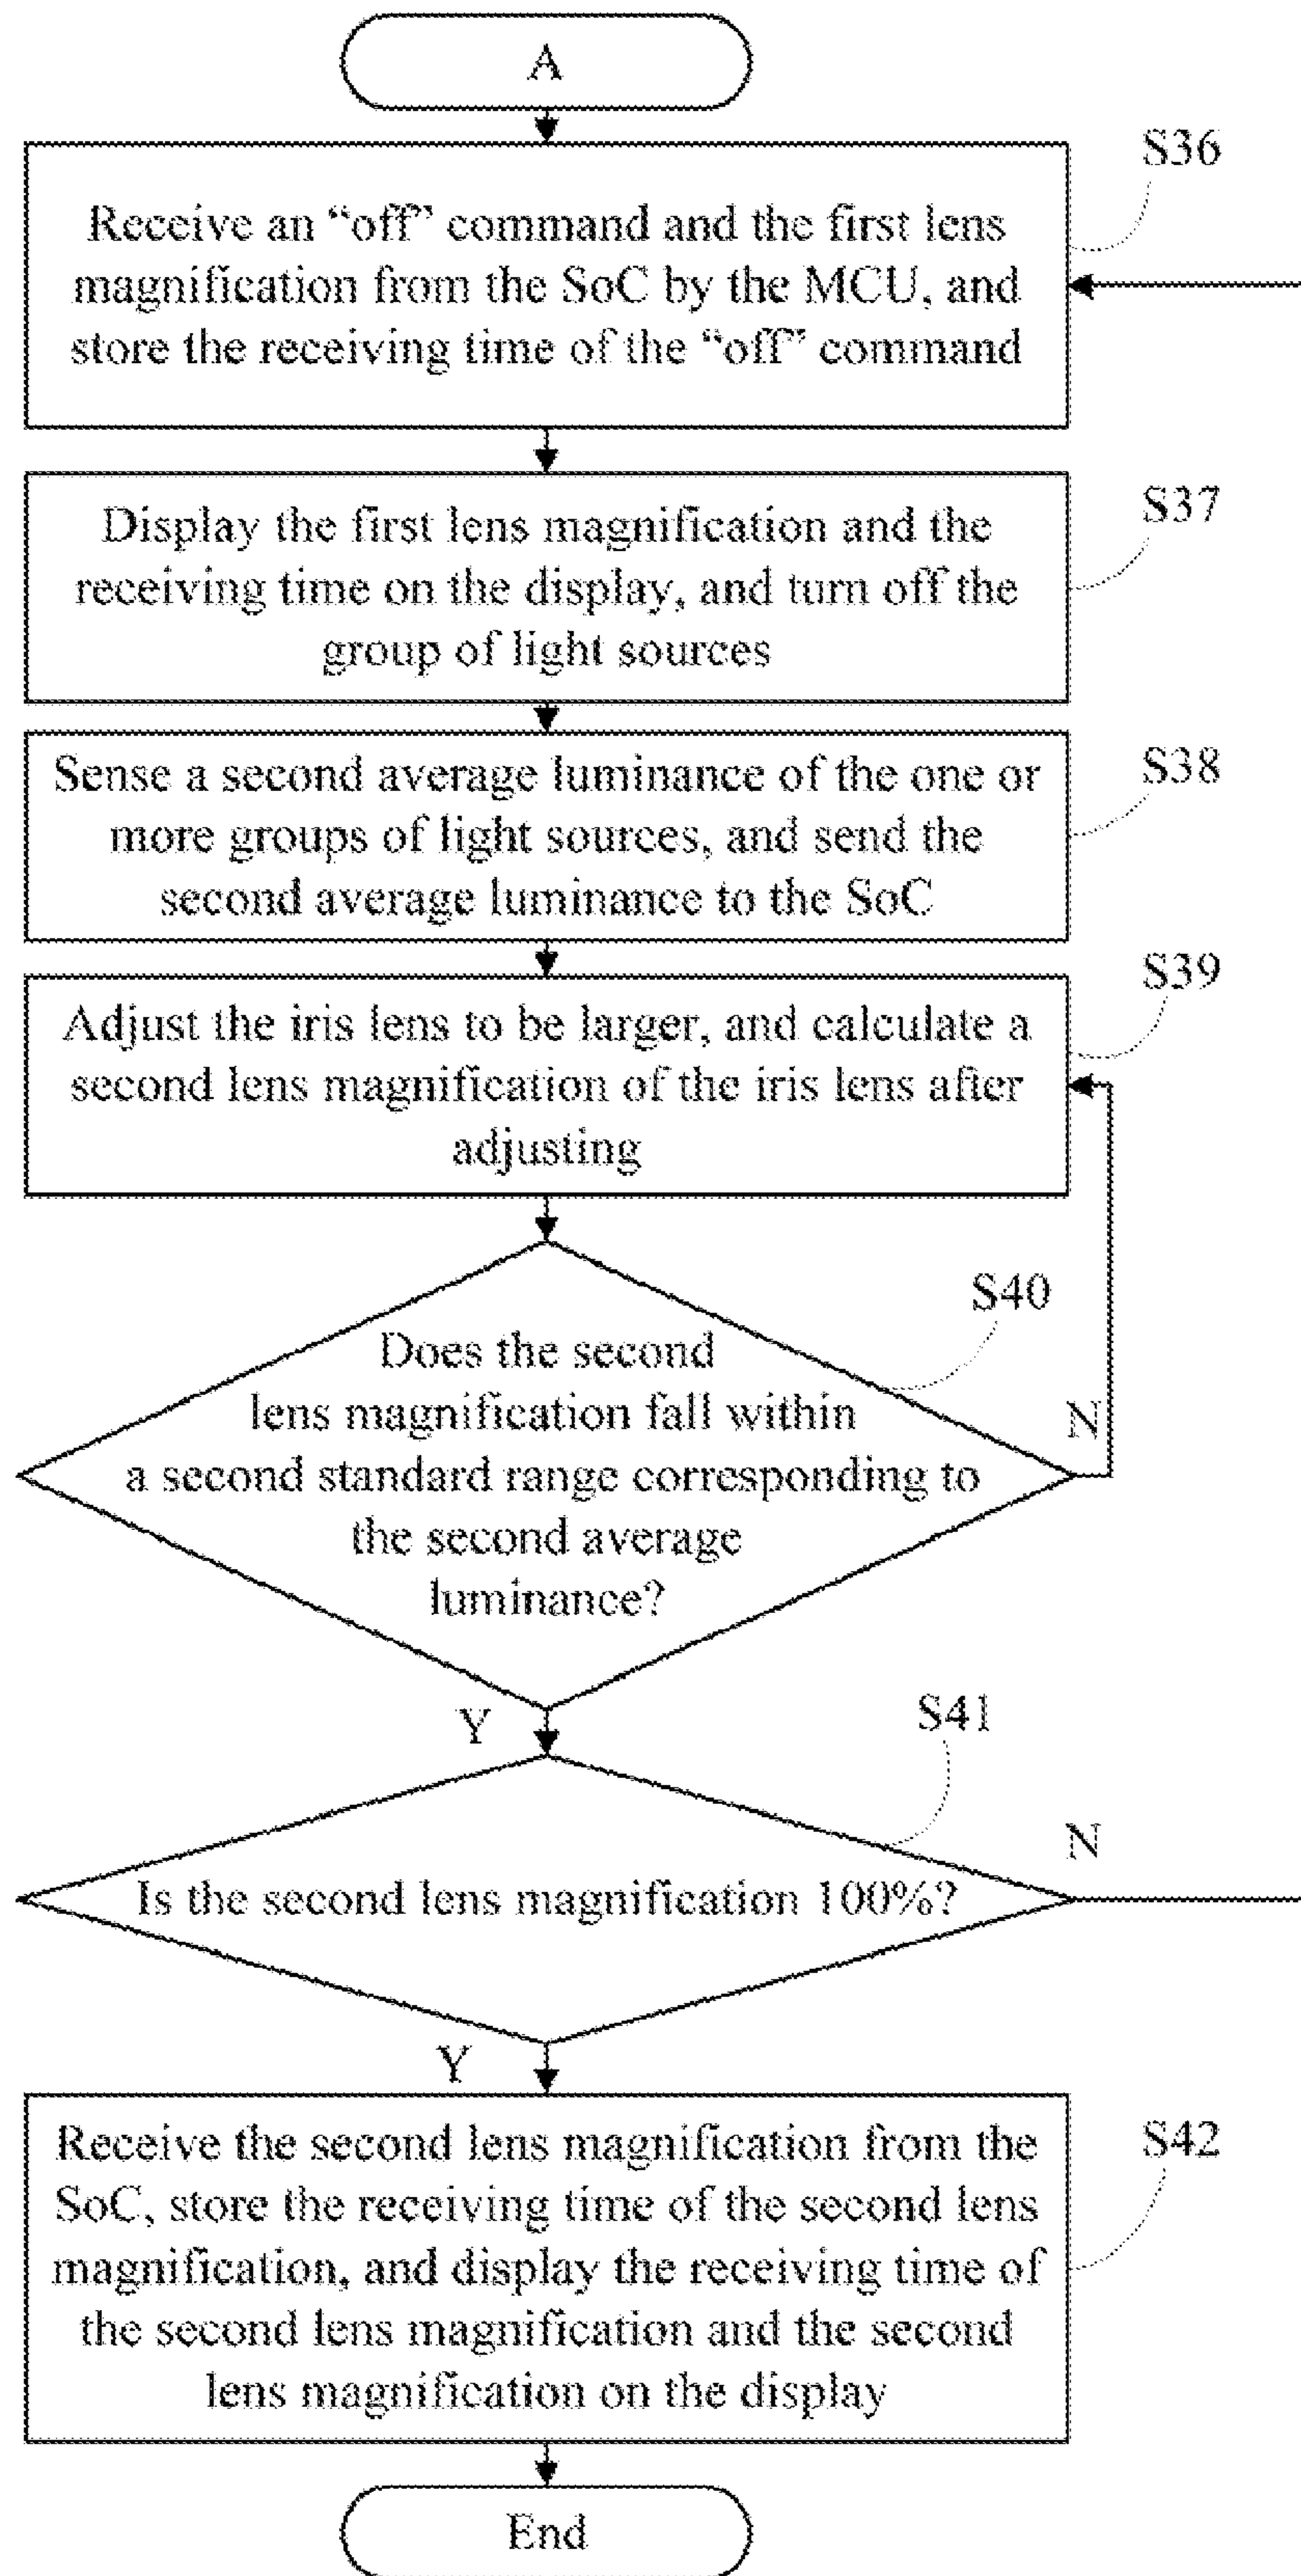 A
S36
Receive an “off” command and the first lens
magnification from the SoC by the MCU, and
store the receiving time of the “off” command
S37
Display the first lens magnification and the
receiving time on the display, and turn off the
group of light sources
S38
Sense a second average luminance of the one or
more groups of light sources, and send the
second average luminance to the SoC
S39
Adjust the iris lens to be larger, and calculate a
second lens magnification of the iris lens after
adjusting
S40
Does the second
lens magnification fall within
N
a second standard range corresponding to
the second average
luminance?
Y
S41
N
Is the second lens magnification 100%?
Y
Receive the second lens magnification from the
S42
SoC, store the receiving time of the second lens
magnification, and display the receiving time of
the second lens magnification and the second
lens magnification on the display
End